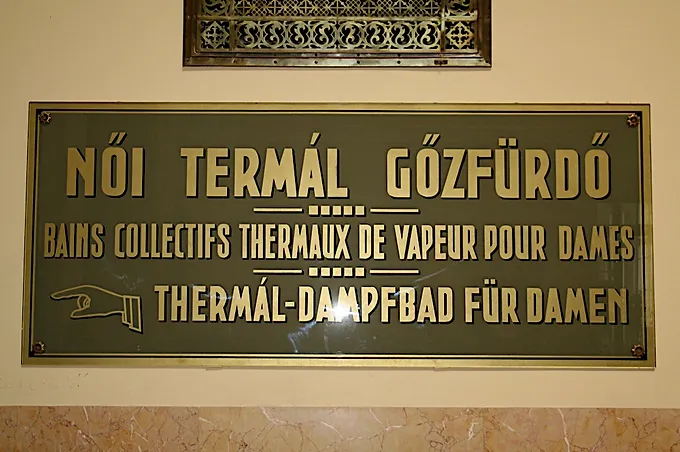 NŐI TERMÁL GŐZFÜRDŐ
BAINS COLLECTIFS THERMAUX DE VAPEUR POUR DAMES
THERMÁL-DAMPFBAD FÜR DAMEN